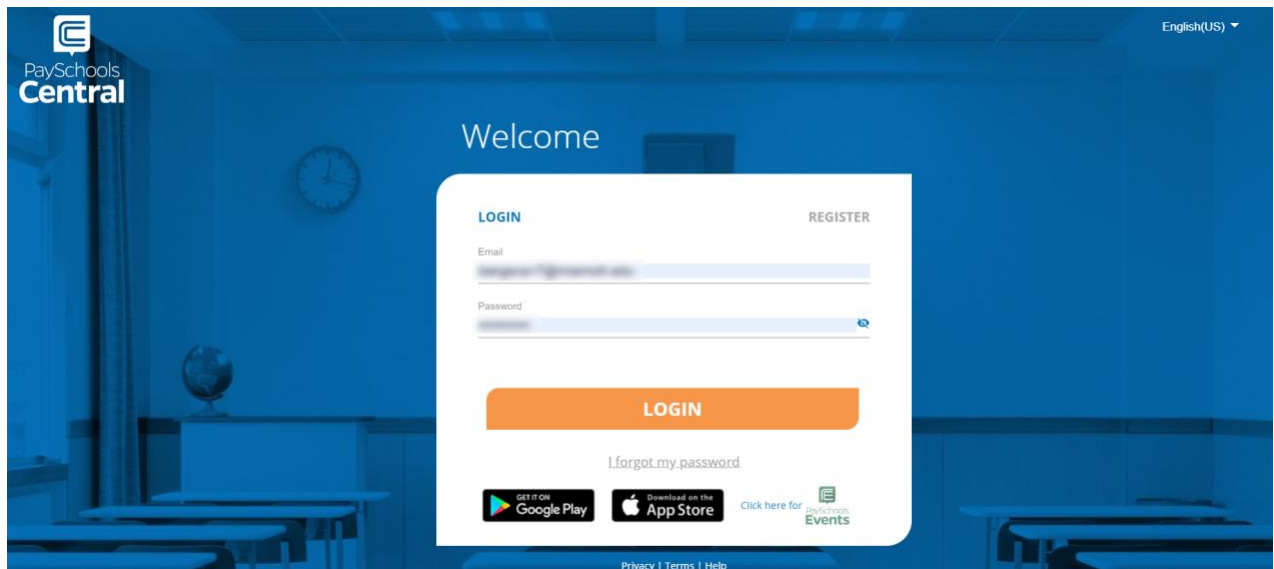 English(US)
PaySchools
Central
Welcome
LOGIN
REGISTER
Email
Password
LOGIN
I forgot my password
GET IT ON
Google Play
Download on the
App Store
Click here for
PaySchools
Events
Privacy | Terms | Help